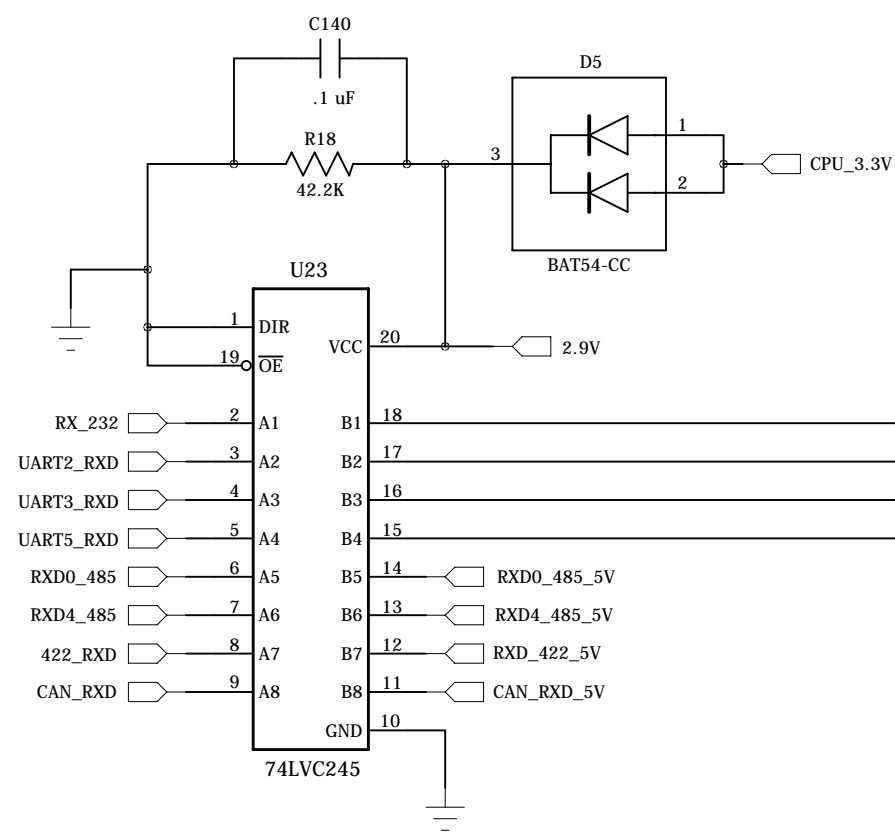 C140
.1 uF
D5
R18
42.2K
3
1
2
CPU_3.3V
BAT54-CC
U23
1 DIR
VCC 20
2.9V
19 OE
RX_232 2 A1 B1 18
UART2_RXD 3 A2 B2 17
UART3_RXD 4 A3 B3 16
UART5_RXD 5 A4 B4 15
RXD0_485 6 A5 B5 14 RXD0_485_5V
RXD4_485 7 A6 B6 13 RXD4_485_5V
422_RXD 8 A7 B7 12 RXD_422_5V
CAN_RXD 9 A8 B8 11 CAN_RXD_5V
GND 10
74LVC245